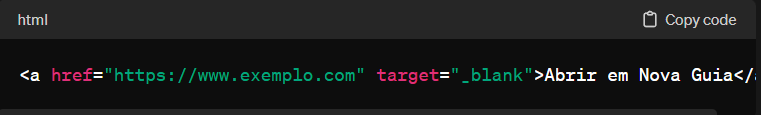 html
Copy code
<a href="https://www.exemplo.com" target="_blank">Abrir em Nova Guia</